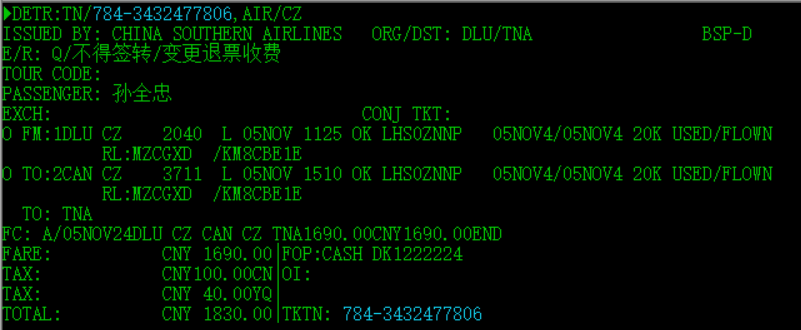 ▶DETR:TN/784-3432477806,AIR/CZ
ISSUED BY: CHINA SOUTHERN AIRLINES   ORG/DST: DLU/TNA                 BSP-D
E/R: Q/不得签转/变更退票收费
TOUR CODE:
PASSENGER: 孙全忠
EXCH:                               CONJ TKT:
O FM:1DLU CZ    2040  L 05NOV 1125 OK LHS0ZNNP   05NOV4/05NOV4 20K USED/FLOWN
          RL:MZCGXD  /KM8CBE1E
O TO:2CAN CZ    3711  L 05NOV 1510 OK LHS0ZNNP   05NOV4/05NOV4 20K USED/FLOWN
          RL:MZCGXD  /KM8CBE1E
  TO: TNA
FC: A/05NOV24DLU CZ CAN CZ TNA1690.00CNY1690.00END
FARE:           CNY 1690.00|FOP:CASH DK1222224
TAX:            CNY100.00CN|OI:
TAX:            CNY 40.00YQ|
TOTAL:          CNY 1830.00|TKTN: 784-3432477806